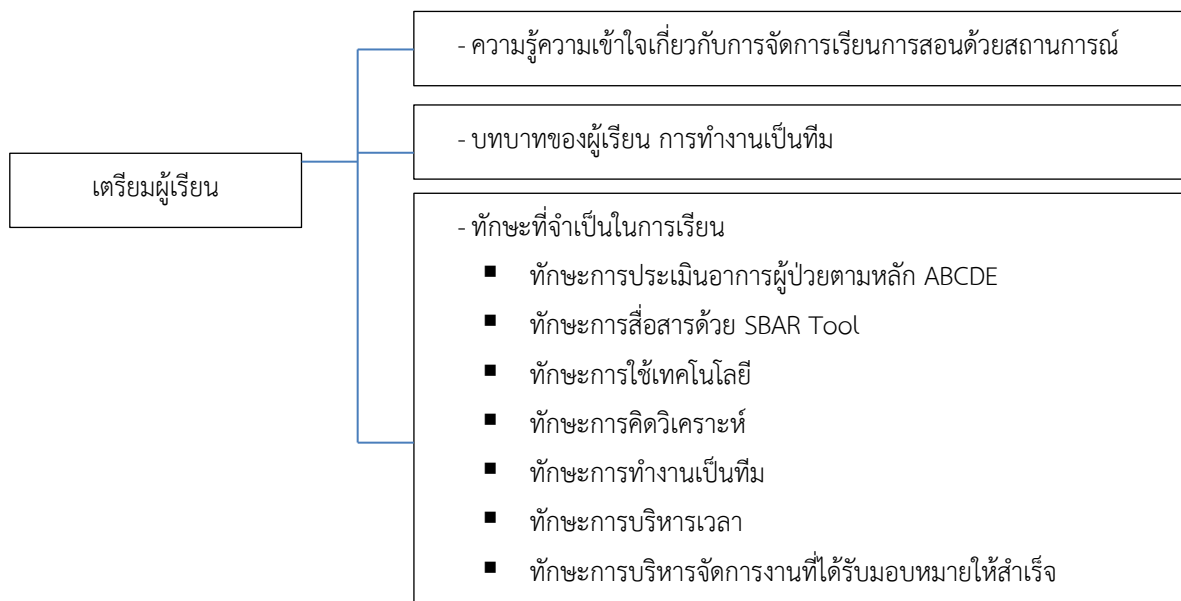 เตรียมผู้เรียน
- ความรู้ความเข้าใจเกี่ยวกับการจัดการเรียนการสอนด้วยสถานการณ์
- บทบาทของผู้เรียน การทำงานเป็นทีม
- ทักษะที่จำเป็นในการเรียน
▪ ทักษะการประเมินอาการผู้ป่วยตามหลัก ABCDE
▪ ทักษะการสื่อสารด้วย SBAR Tool
▪ ทักษะการใช้เทคโนโลยี
▪ ทักษะการคิดวิเคราะห์
▪ ทักษะการทำงานเป็นทีม
▪ ทักษะการบริหารเวลา
▪ ทักษะการบริหารจัดการงานที่ได้รับมอบหมายให้สำเร็จ